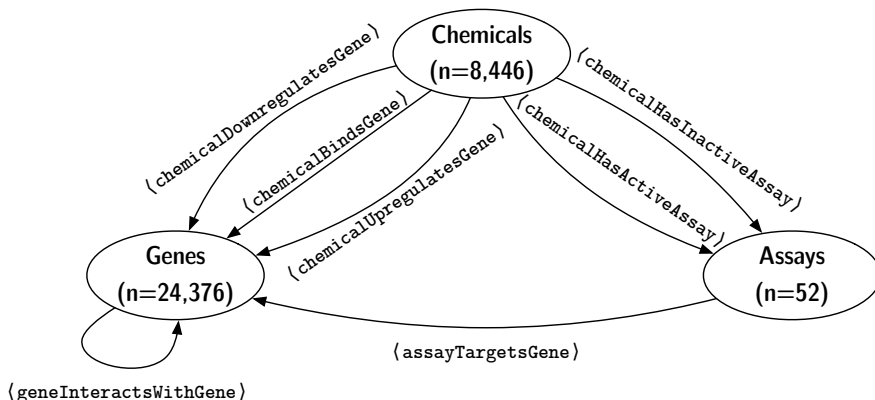 Chemicals
(n=8,446)
⟨chemicalDownregulatesGene⟩
⟨chemicalBindsGene⟩
⟨chemicalUpregulatesGene⟩
⟨chemicalHasActiveAssay⟩
⟨chemicalHasInactiveAssay⟩
Genes
(n=24,376)
Assays
(n=52)
⟨assayTargetsGene⟩
⟨geneInteractsWithGene⟩